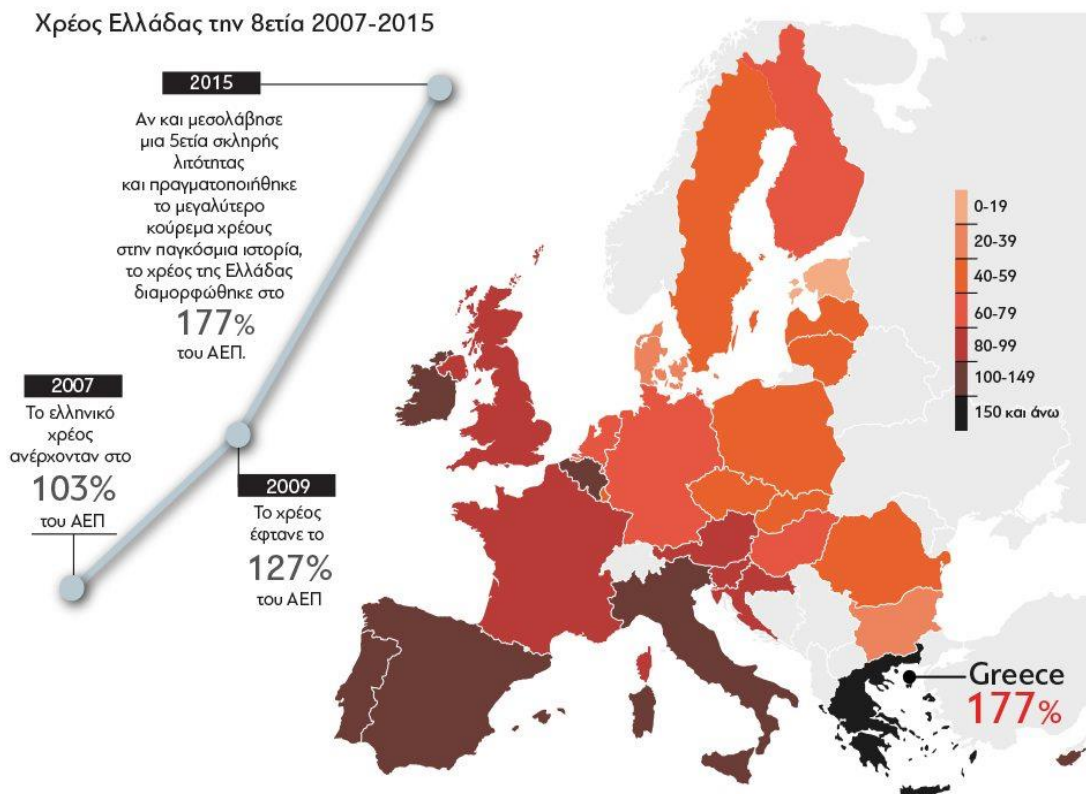 Χρέος Ελλάδας την 8ετία 2007-2015
2015
Αν και μεσολάβησε
μια 5ετία σκληρής
λιτότητας
και πραγματοποιήθηκε
το μεγαλύτερο
κούρεμα χρέους
στην παγκόσμια ιστορία,
το χρέος της Ελλάδας
διαμορφώθηκε στο
177%
του ΑΕΠ.
2007
Το ελληνικό
χρέος
ανέρχονταν στο
103%
του ΑΕΠ
2009
Το χρέος
έφτανε το
127%
του ΑΕΠ
0-19
20-39
40-59
60-79
80-99
100-149
150 και άνω
Greece
177%